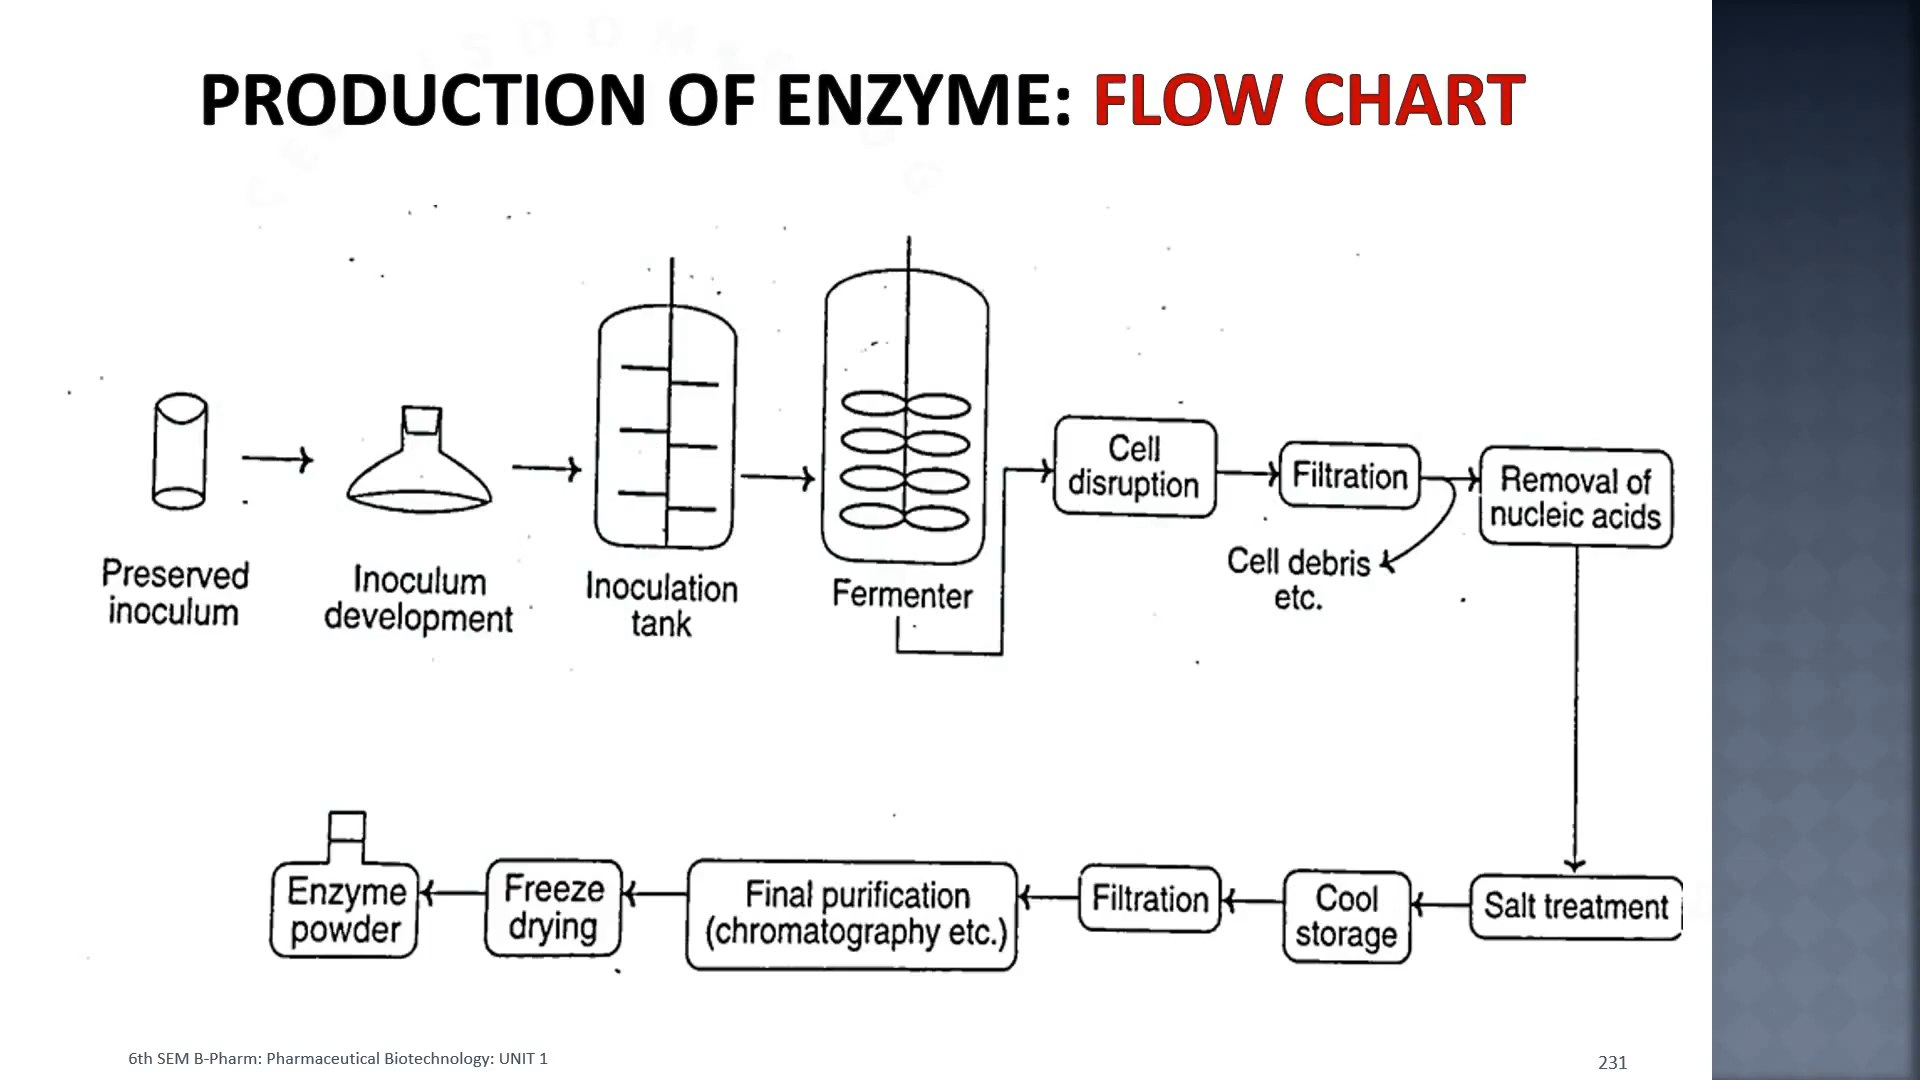 PRODUCTION OF ENZYME: FLOW CHART
Preserved
inoculum
Inoculum
development
Inoculation
tank
Fermenter
Cell
disruption
Filtration
Cell debris
etc.
Removal of
nucleic acids
Salt treatment
Cool
storage
Filtration
Final purification
(chromatography etc.)
Freeze
drying
Enzyme
powder
6th SEM B-Pharm: Pharmaceutical Biotechnology: UNIT 1
231